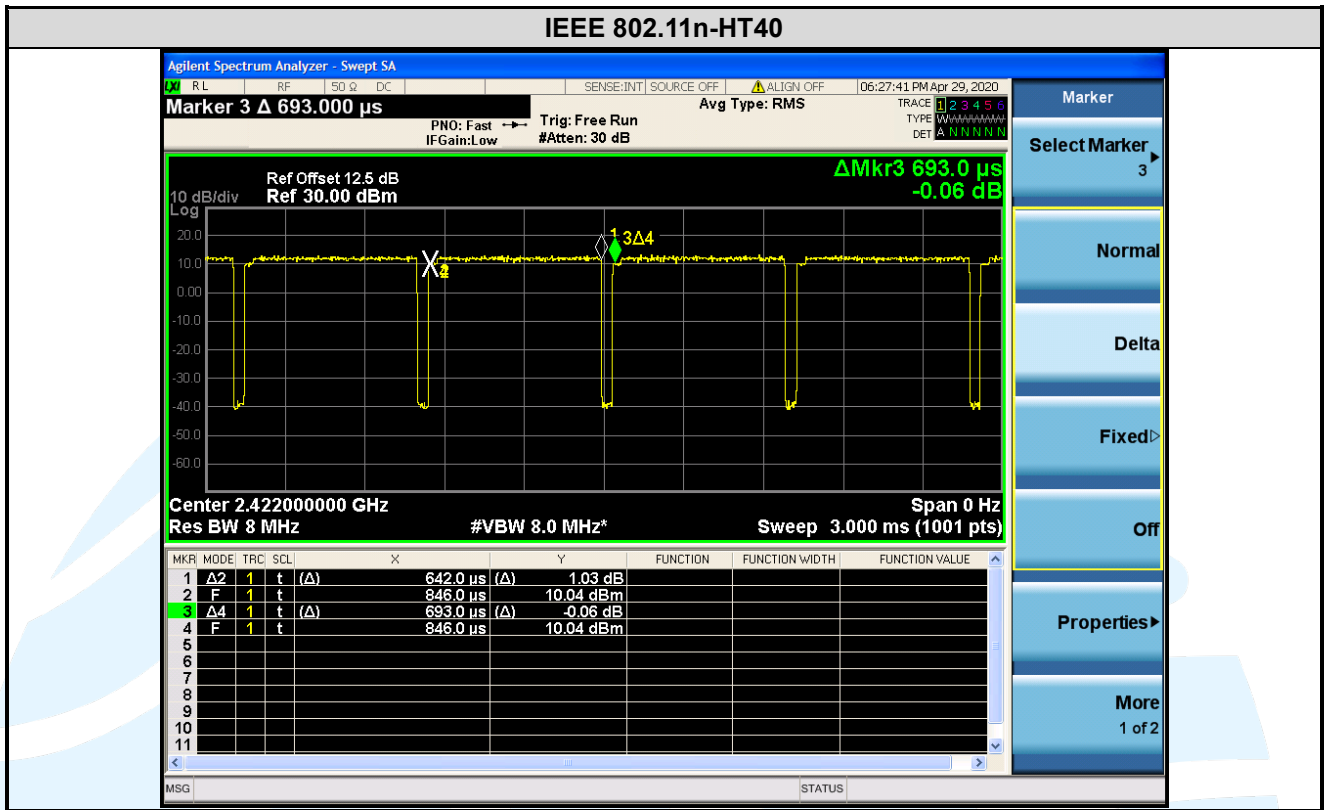 IEEE 802.11n-HT40
Agilent Spectrum Analyzer - Swept SA
LXI RL RF 50 Ω DC SENSE:INT SOURCE OFF ALIGN OFF 06:27:41 PM Apr 29, 2020
Marker 3 Δ 693.000 µs
PNO: Fast
IFGain:Low
Trig: Free Run
#Atten: 30 dB
Avg Type: RMS
TRACE 1 2 3 4 5 6
TYPE
DET A N N N N N
ΔMkr3 693.0 µs
-0.06 dB
Ref Offset 12.5 dB
10 dB/div Ref 30.00 dBm
Log
20.0
10.0
0.00
-10.0
-20.0
-30.0
-40.0
-50.0
-60.0
1 3Δ4
Center 2.422000000 GHz Span 0 Hz
Res BW 8 MHz #VBW 8.0 MHz* Sweep 3.000 ms (1001 pts)
MKR MODE TRC SCL X Y FUNCTION FUNCTION WIDTH FUNCTION VALUE
1 Δ2 1 t (Δ) 642.0 µs (Δ) 1.03 dB
2 F 1 t 846.0 µs 10.04 dBm
3 Δ4 1 t (Δ) 693.0 µs (Δ) -0.06 dB
4 F 1 t 846.0 µs 10.04 dBm
5
6
7
8
9
10
11
MSG STATUS
Marker
Select Marker
3
Normal
Delta
Fixed
Off
Properties
More
1 of 2